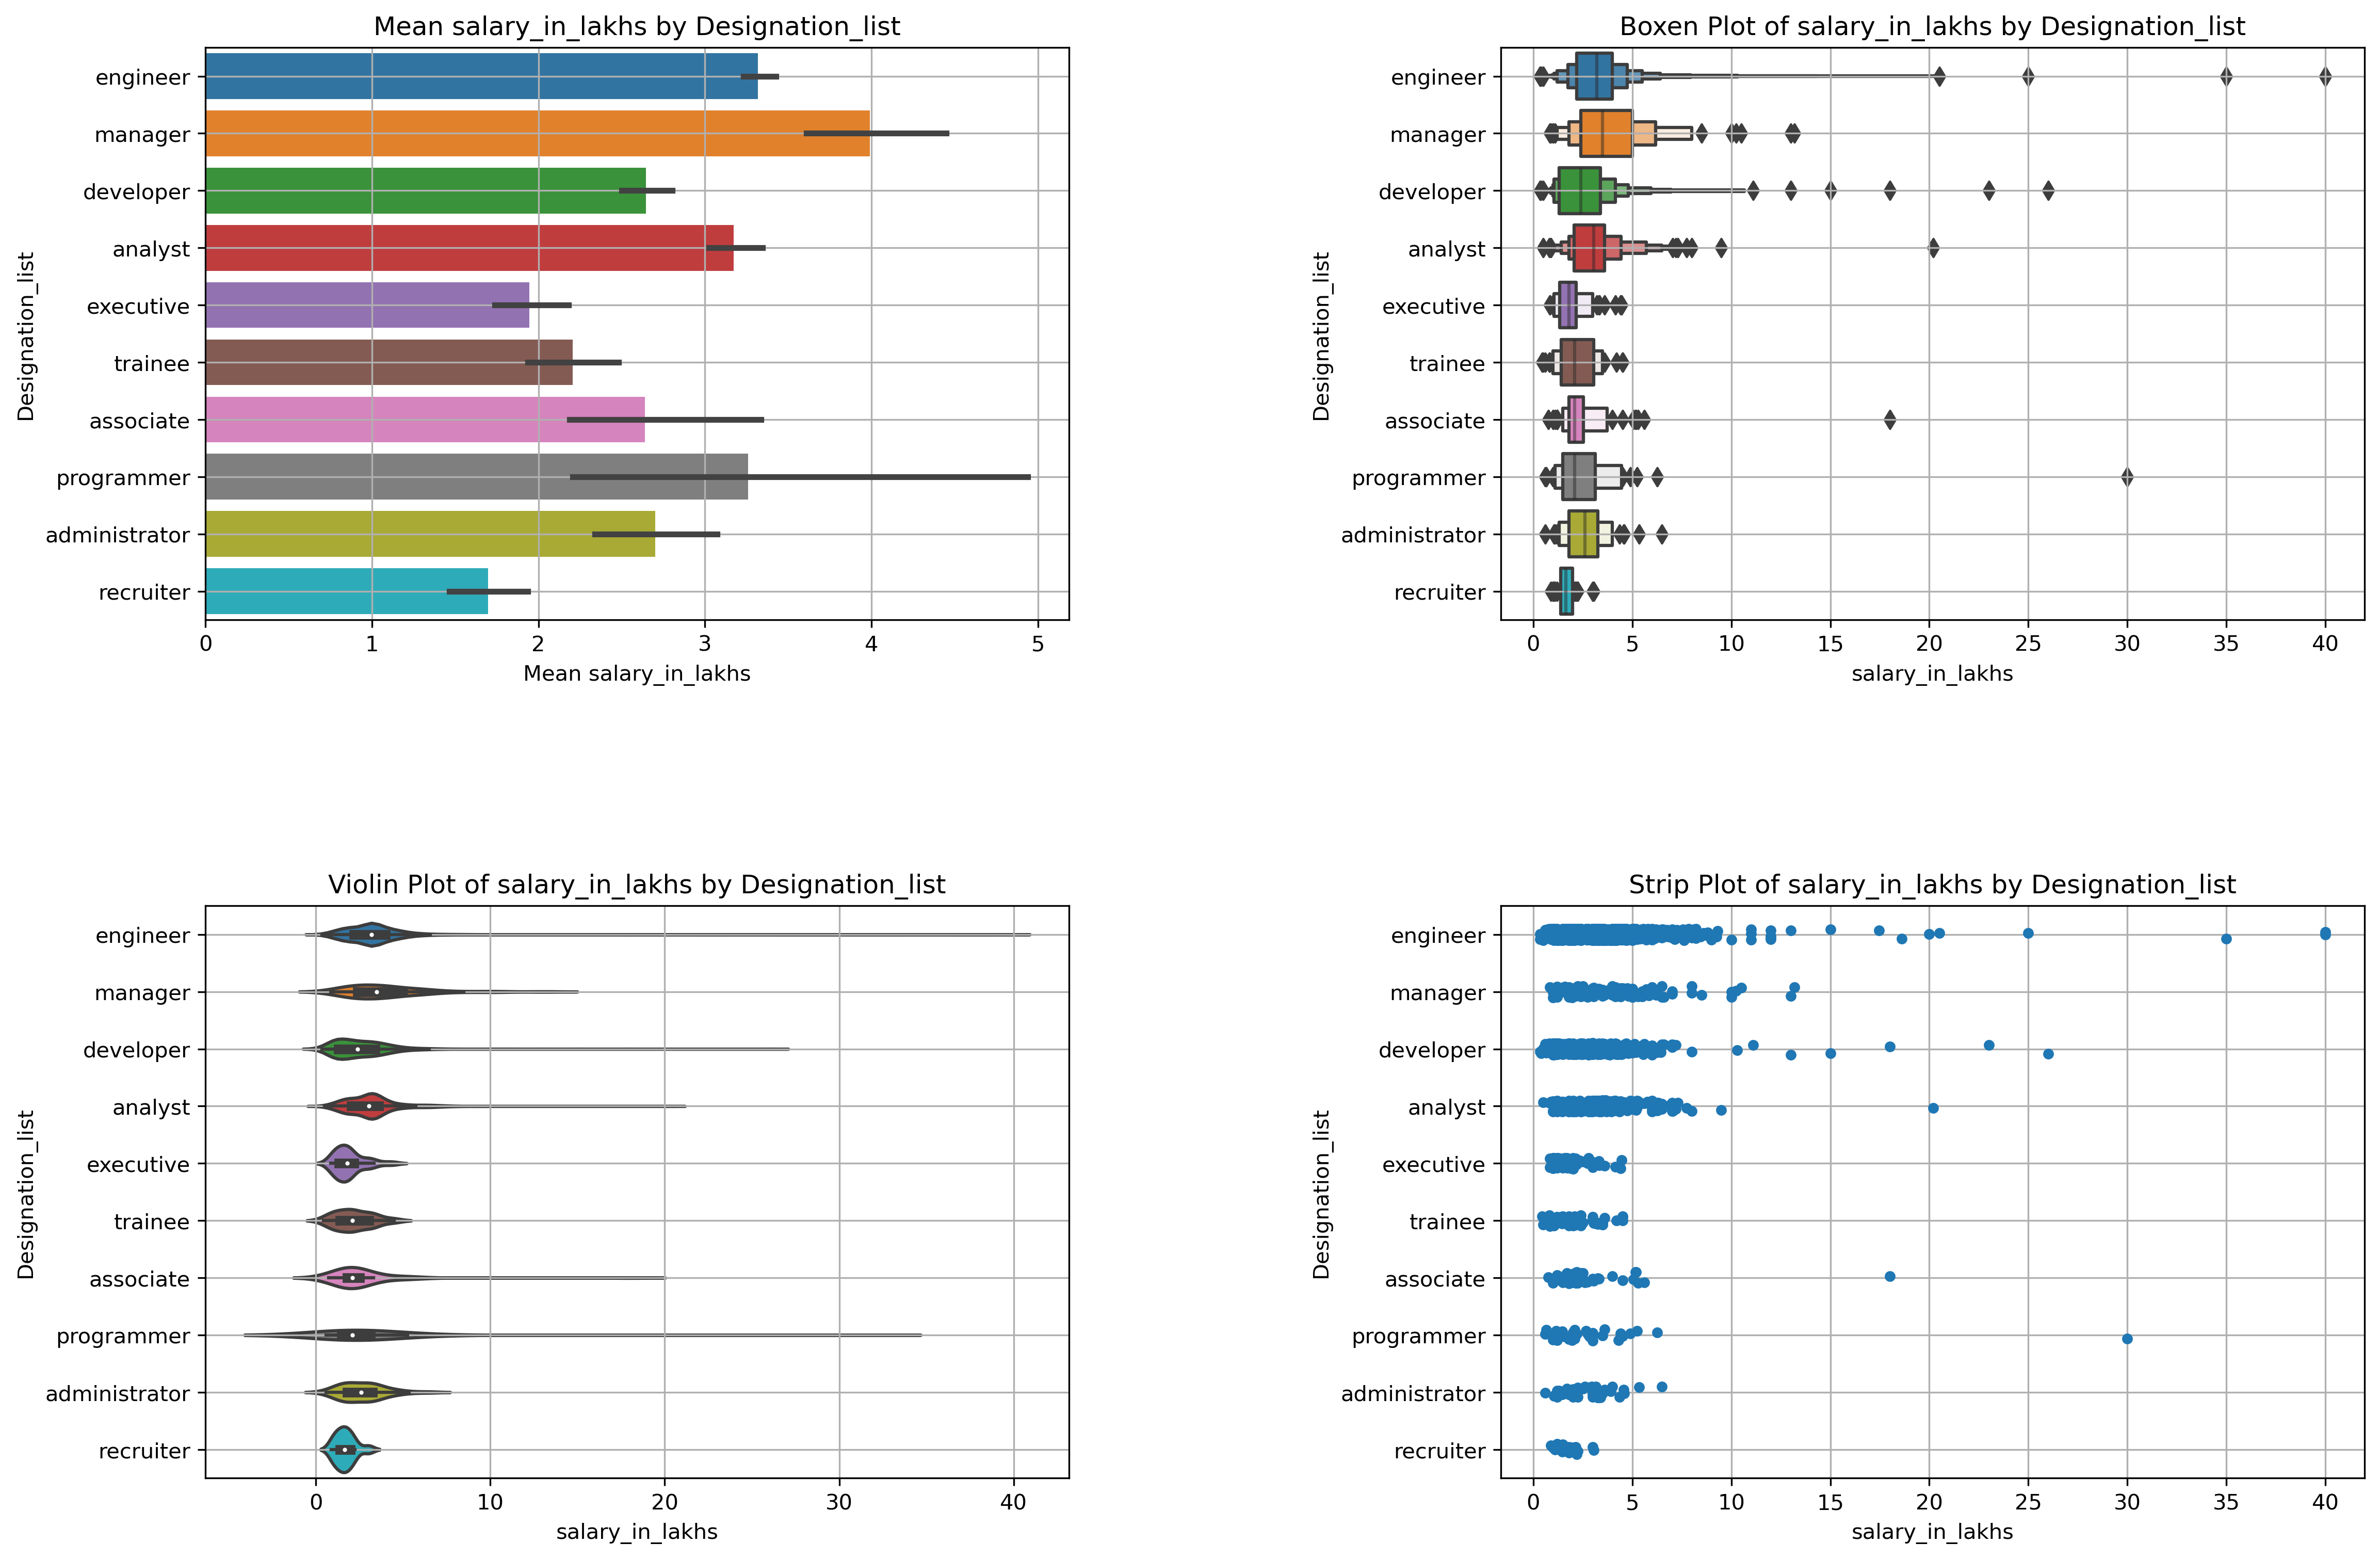 Mean salary_in_lakhs by Designation_list
Designation_list
engineer
manager
developer
analyst
executive
trainee
associate
programmer
administrator
recruiter
0 1 2 3 4 5
Mean salary_in_lakhs
Boxen Plot of salary_in_lakhs by Designation_list
Designation_list
engineer
manager
developer
analyst
executive
trainee
associate
programmer
administrator
recruiter
0 5 10 15 20 25 30 35 40
salary_in_lakhs
Violin Plot of salary_in_lakhs by Designation_list
Designation_list
engineer
manager
developer
analyst
executive
trainee
associate
programmer
administrator
recruiter
0 10 20 30 40
salary_in_lakhs
Strip Plot of salary_in_lakhs by Designation_list
Designation_list
engineer
manager
developer
analyst
executive
trainee
associate
programmer
administrator
recruiter
0 5 10 15 20 25 30 35 40
salary_in_lakhs